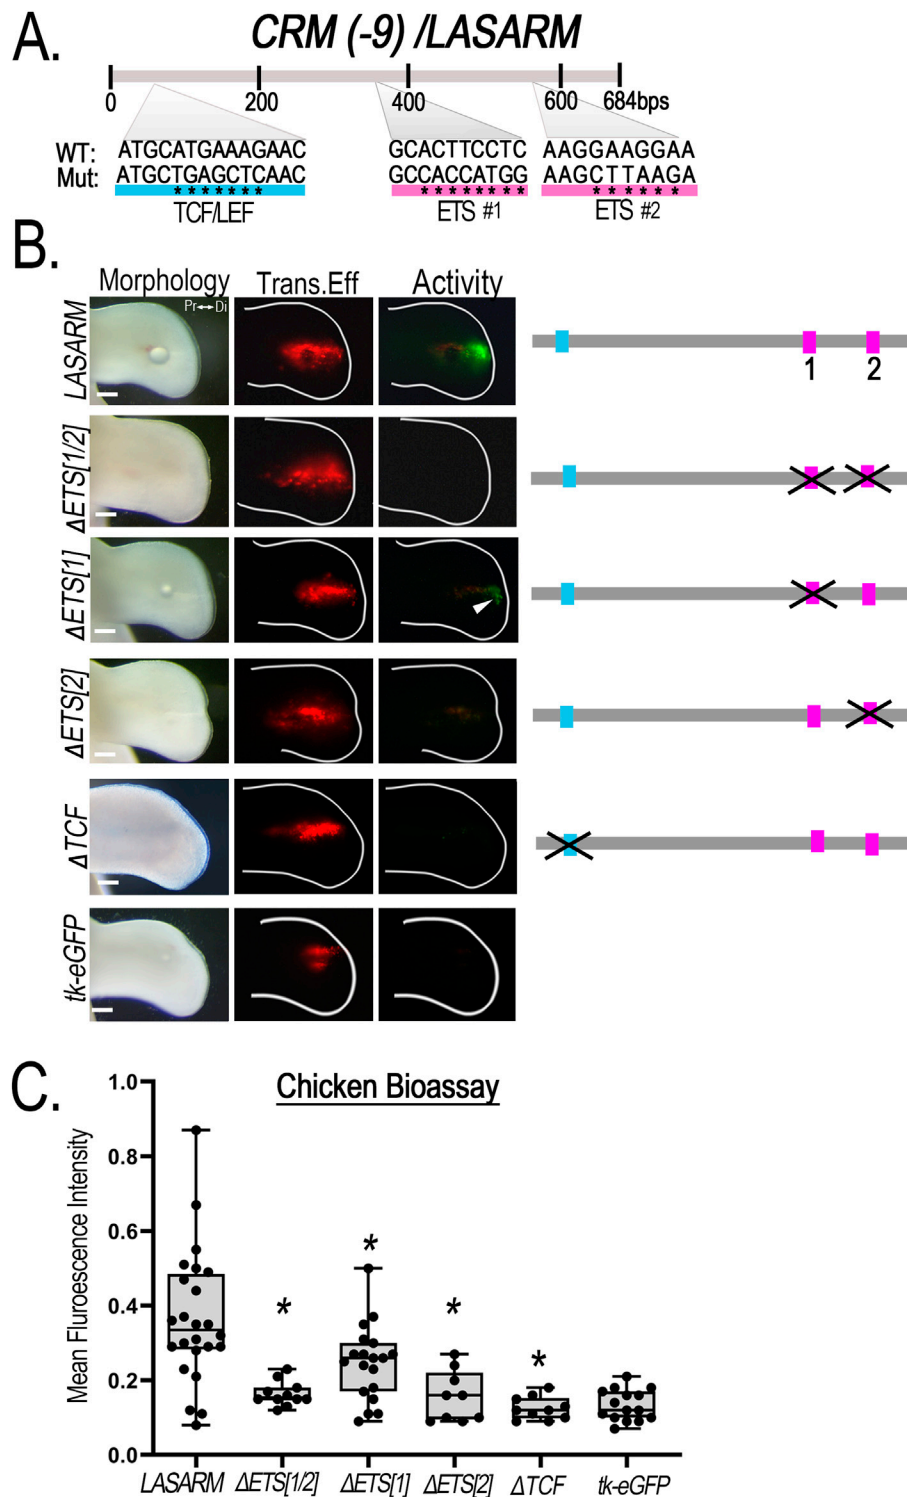 A.
CRM (-9) /LASARM
0 200 400 600 684bps
WT: ATGCATGAAAGAAC GCACTTCCTC AAGGAAGGAA
Mut: ATGCTGAGCTCAAC GCCACCATGG AAGCTTAAGA
******* ******** ******
TCF/LEF ETS #1 ETS #2
B.
Morphology Trans.Eff Activity
Pr↔Di
LASARM
1 2
ΔETS[1/2]
ΔETS[1]
ΔETS[2]
ΔTCF
tk-eGFP
C.
Chicken Bioassay
Mean Fluroescence Intensity
1.0
0.8
0.6
0.4
0.2
0.0
* * * *
LASARM ΔETS[1/2] ΔETS[1] ΔETS[2] ΔTCF tk-eGFP